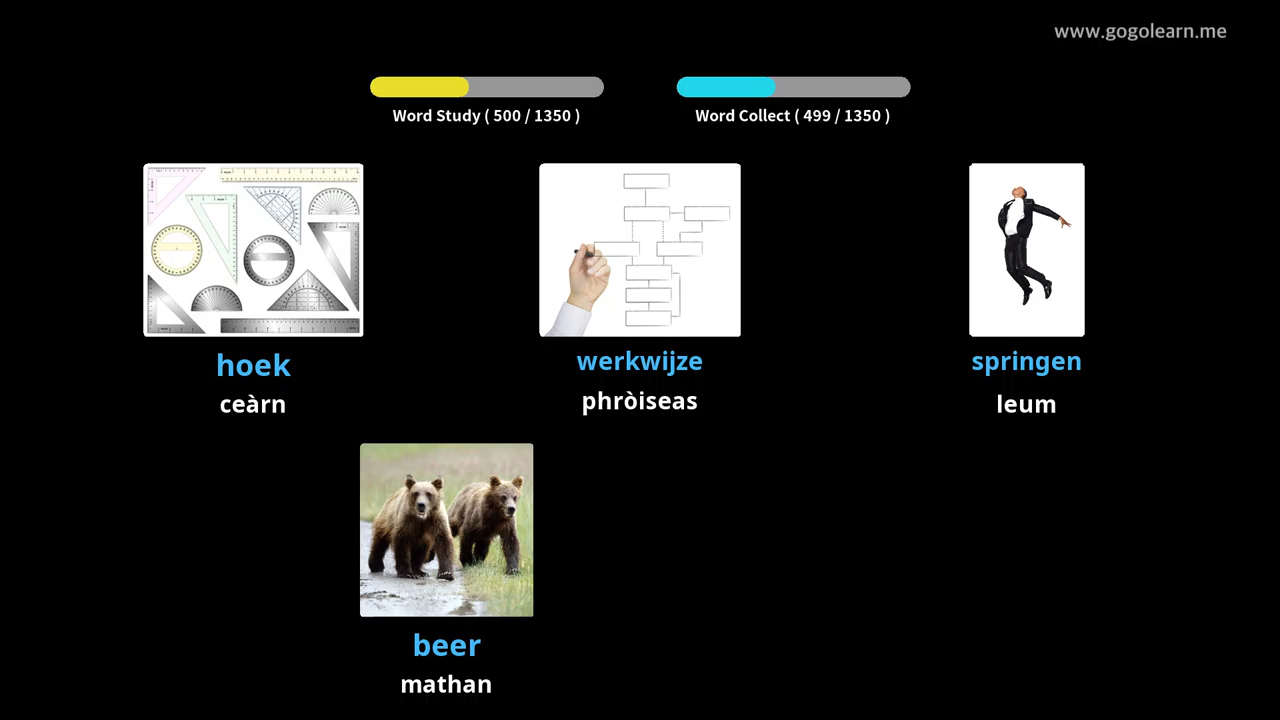 www.gogolearn.me
Word Study ( 500 / 1350 )
Word Collect ( 499 / 1350 )
hoek
ceàrn
werkwijze
phròiseas
springen
leum
beer
mathan